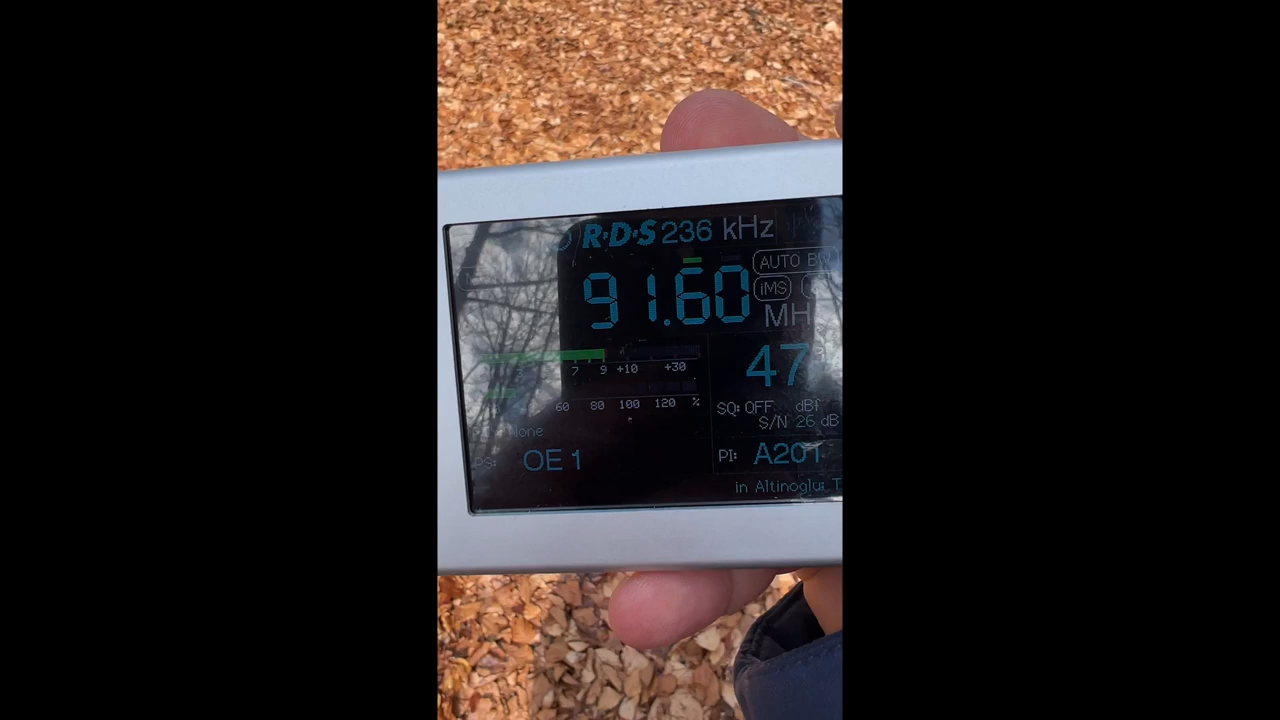 R·D·S 236 kHz
AUTO BW
91.60
iMS
MH
47
7 9 +10 +30
60 80 100 120 %
SQ: OFF dBf
S/N 26 dB
None
PS: OE 1
PI: A201
in Altinoglu: T